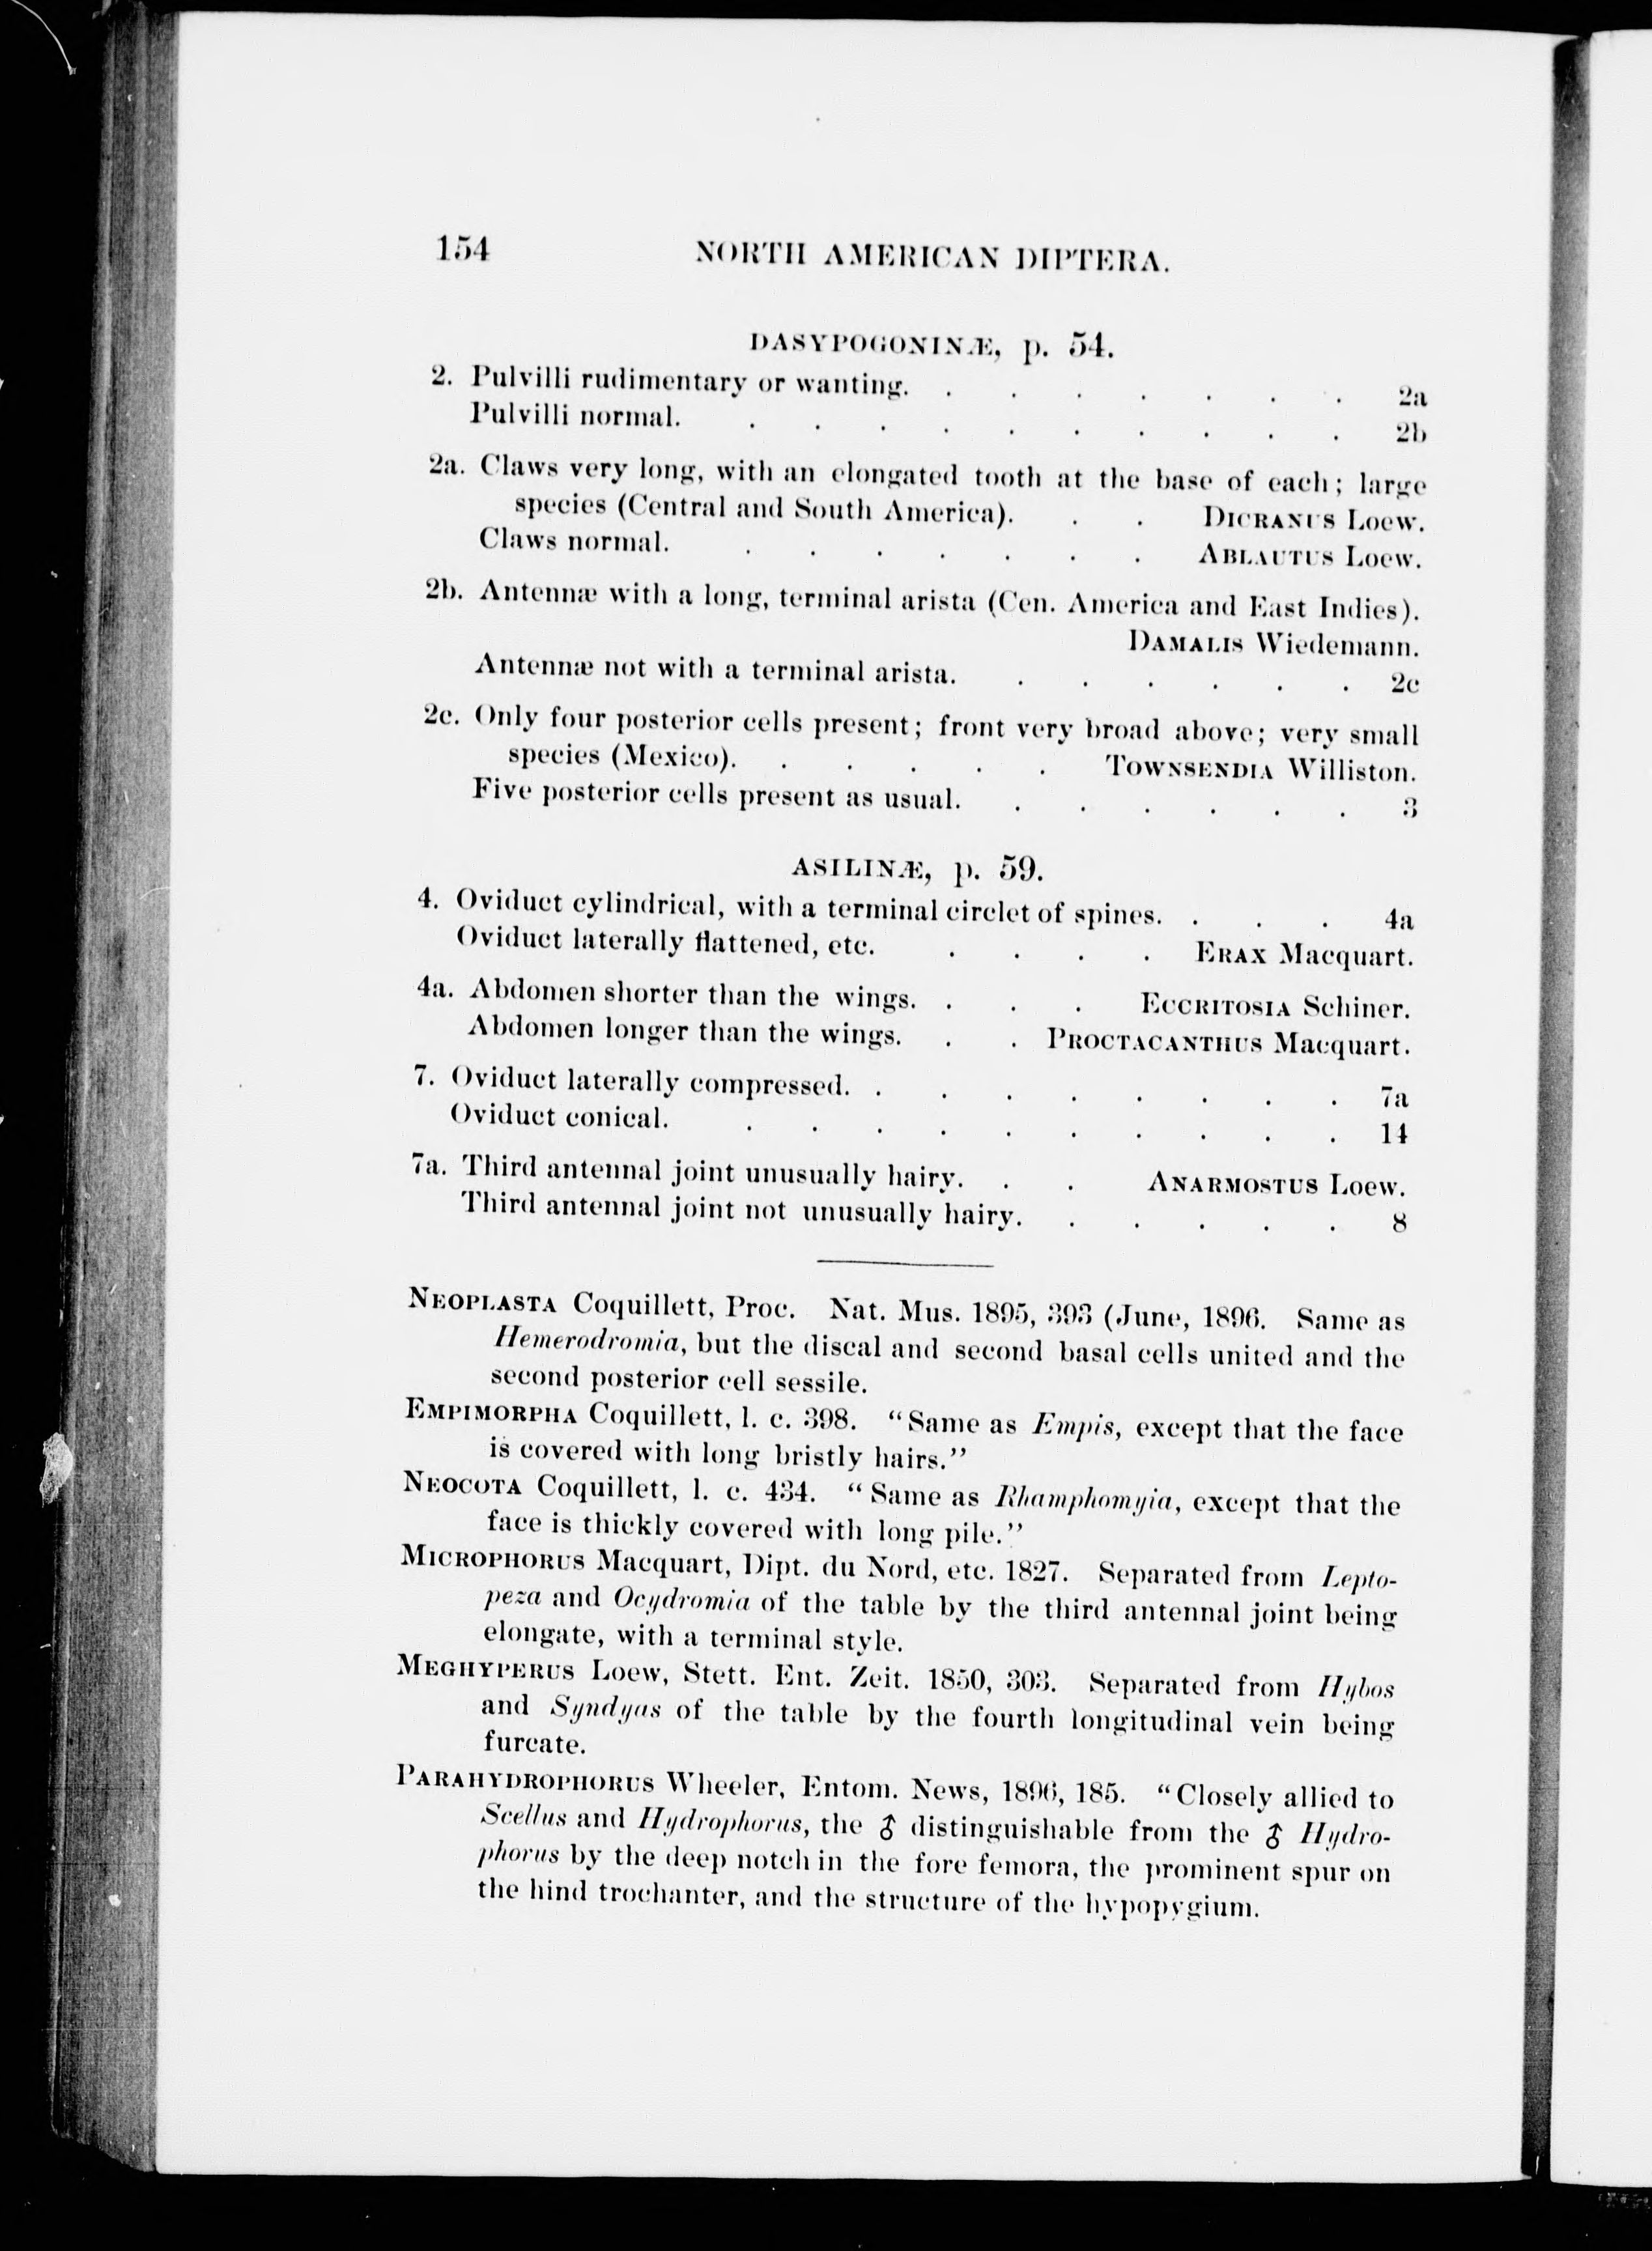 154 NORTH AMERICAN DIPTERA.
DASYPOGONINÆ, p. 54.
2. Pulvilli rudimentary or wanting. . . . . . . . 2a
Pulvilli normal. . . . . . . . . . . 2b
2a. Claws very long, with an elongated tooth at the base of each; large
species (Central and South America). . . DICRANUS Loew.
Claws normal. . . . . . . . ABLAUTUS Loew.
2b. Antennæ with a long, terminal arista (Cen. America and East Indies).
DAMALIS Wiedemann.
Antennæ not with a terminal arista. . . . . . . 2c
2c. Only four posterior cells present; front very broad above; very small
species (Mexico). . . . . . TOWNSENDIA Williston.
Five posterior cells present as usual. . . . . . . 3
ASILINÆ, p. 59.
4. Oviduct cylindrical, with a terminal circlet of spines. . . . 4a
Oviduct laterally flattened, etc. . . . . ERAX Macquart.
4a. Abdomen shorter than the wings. . . . ECCRITOSIA Schiner.
Abdomen longer than the wings. . . PROCTACANTHUS Macquart.
7. Oviduct laterally compressed. . . . . . . . . 7a
Oviduct conical. . . . . . . . . . . 14
7a. Third antennal joint unusually hairy. . . ANARMOSTUS Loew.
Third antennal joint not unusually hairy. . . . . . 8
NEOPLASTA Coquillett, Proc. Nat. Mus. 1895, 393 (June, 1896. Same as
Hemerodromia, but the discal and second basal cells united and the
second posterior cell sessile.
EMPIMORPHA Coquillett, l. c. 398. "Same as Empis, except that the face
is covered with long bristly hairs."
NEOCOTA Coquillett, l. c. 434. "Same as Rhamphomyia, except that the
face is thickly covered with long pile."
MICROPHORUS Macquart, Dipt. du Nord, etc. 1827. Separated from Lepto-
peza and Ocydromia of the table by the third antennal joint being
elongate, with a terminal style.
MEGHYPERUS Loew, Stett. Ent. Zeit. 1850, 303. Separated from Hybos
and Syndyas of the table by the fourth longitudinal vein being
furcate.
PARAHYDROPHORUS Wheeler, Entom. News, 1896, 185. "Closely allied to
Scellus and Hydrophorus, the ♂ distinguishable from the ♂ Hydro-
phorus by the deep notch in the fore femora, the prominent spur on
the hind trochanter, and the structure of the hypopygium.